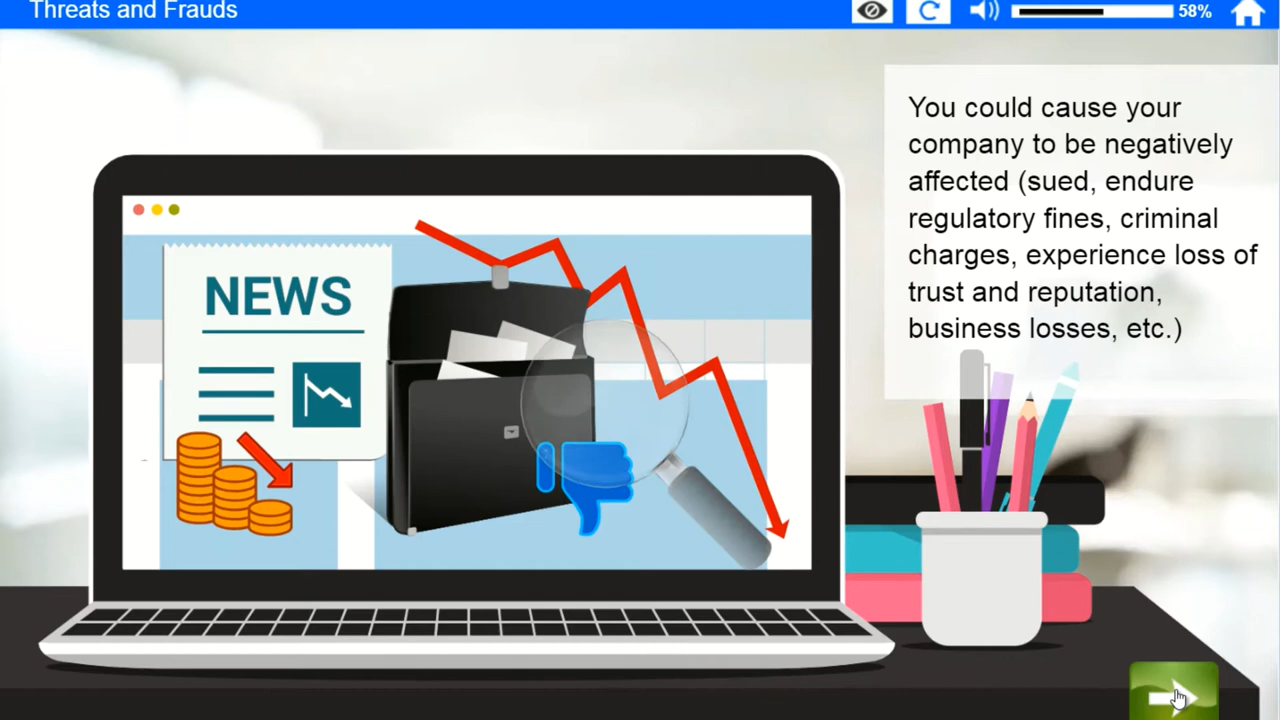 Threats and Frauds
58%
You could cause your
company to be negatively
affected (sued, endure
regulatory fines, criminal
charges, experience loss of
trust and reputation,
business losses, etc.)
NEWS